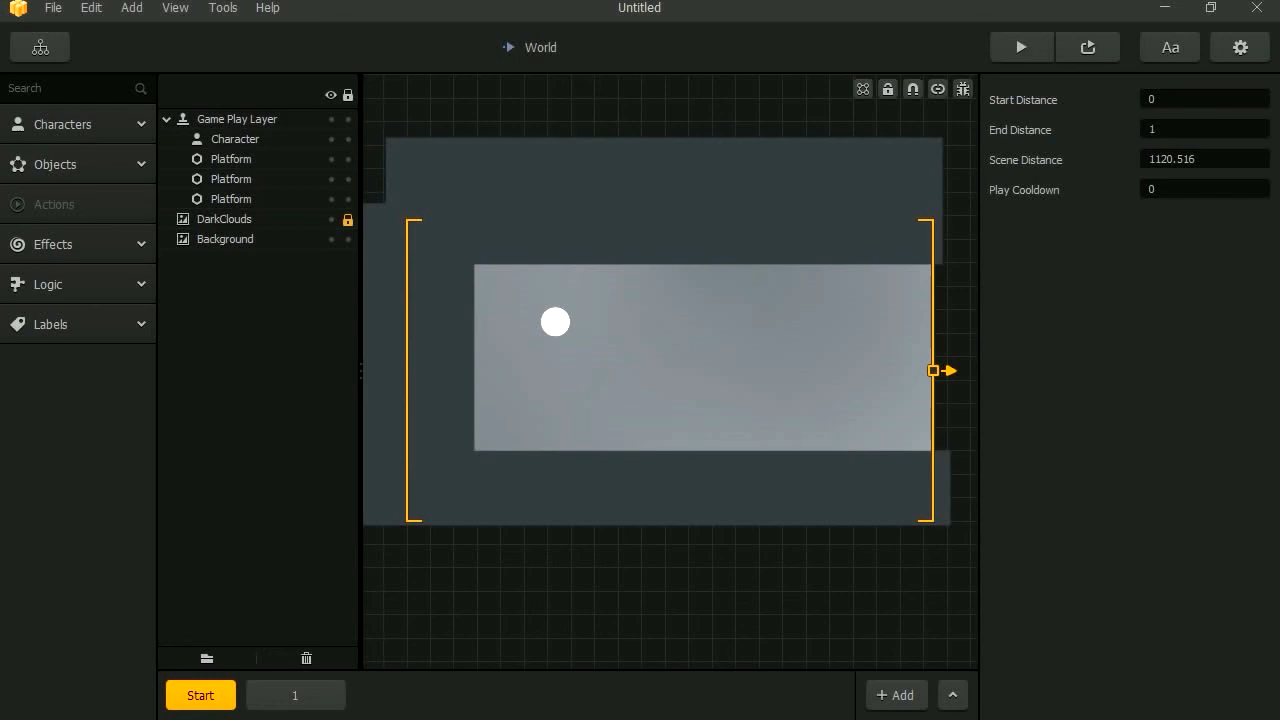 File Edit Add View Tools Help Untitled
World
Aa
Search
Characters
Objects
Actions
Effects
Logic
Labels
Game Play Layer
Character
Platform
Platform
Platform
DarkClouds
Background
Start Distance 0
End Distance 1
Scene Distance 1120.516
Play Cooldown 0
Start 1 + Add